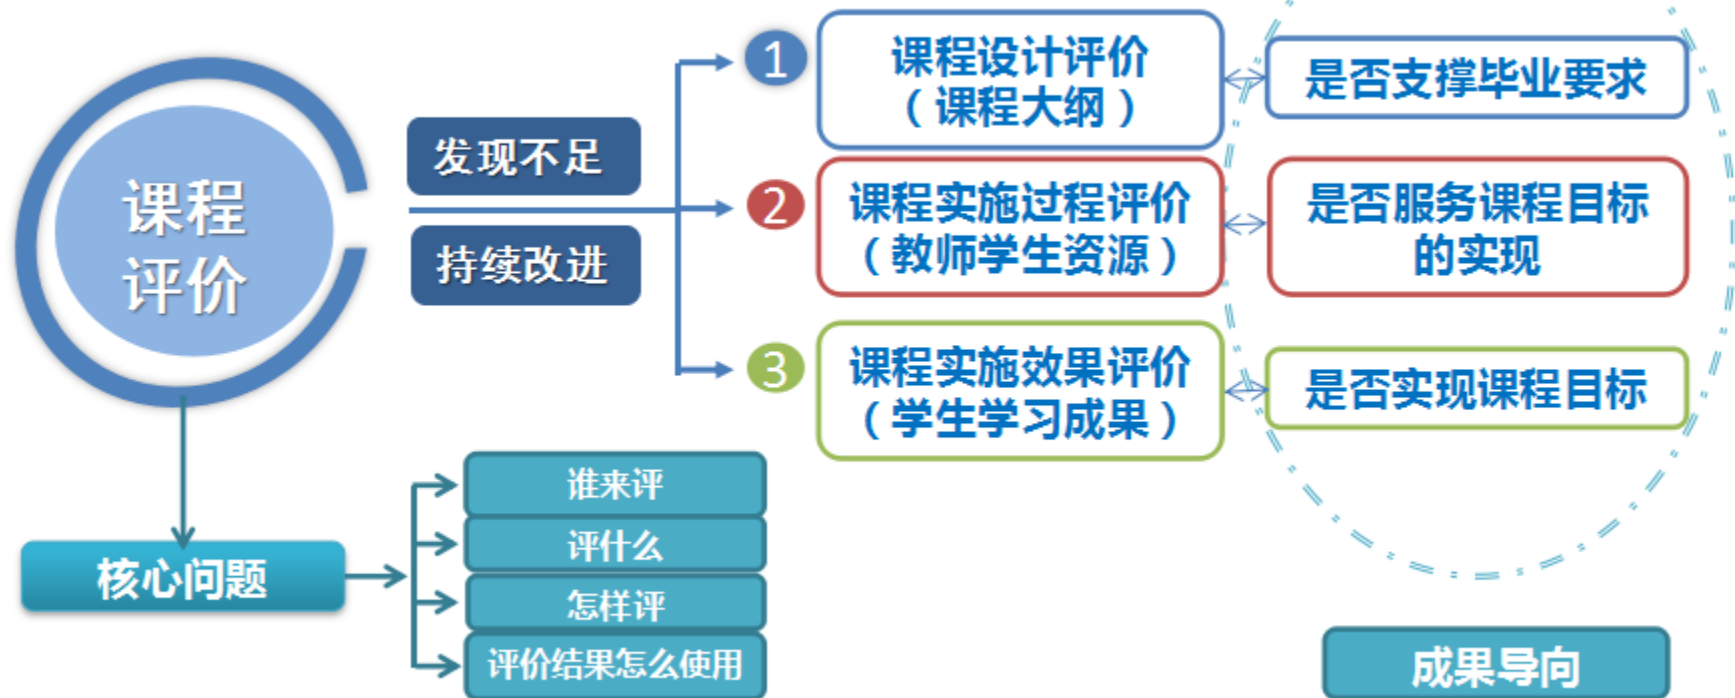 课程
评价
发现不足
持续改进
1
课程设计评价
（课程大纲）
是否支撑毕业要求
2
课程实施过程评价
（教师学生资源）
是否服务课程目标
的实现
3
课程实施效果评价
（学生学习成果）
是否实现课程目标
核心问题
谁来评
评什么
怎样评
评价结果怎么使用
成果导向